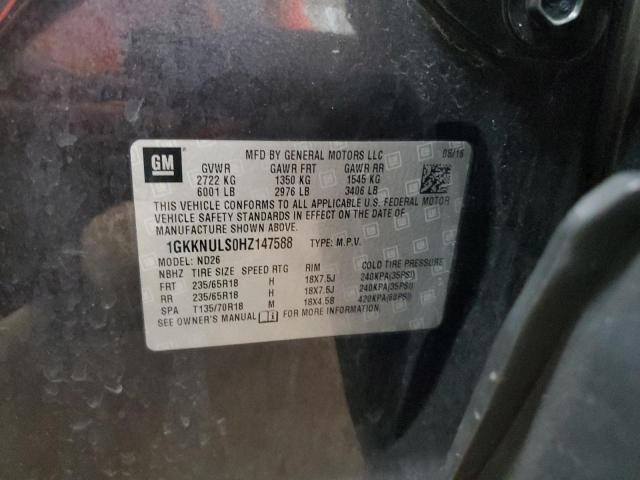 GM
MFD BY GENERAL MOTORS LLC 08/16
GVWR GAWR FRT GAWR RR
2722 KG 1350 KG 1545 KG
6001 LB 2976 LB 3406 LB
THIS VEHICLE CONFORMS TO ALL APPLICABLE U.S. FEDERAL MOTOR
VEHICLE SAFETY STANDARDS IN EFFECT ON THE DATE OF
MANUFACTURE SHOWN ABOVE.
1GKKNULS0HZ147588 TYPE: M.P.V.
MODEL: ND26
NBHZ TIRE SIZE SPEED RTG RIM COLD TIRE PRESSURE
FRT 235/65R18 H 18X7.5J 240KPA(35PSI)
RR 235/65R18 H 18X7.5J 240KPA(35PSI)
SPA T135/70R18 M 18X4.5B 420KPA(60PSI)
SEE OWNER'S MANUAL FOR MORE INFORMATION.